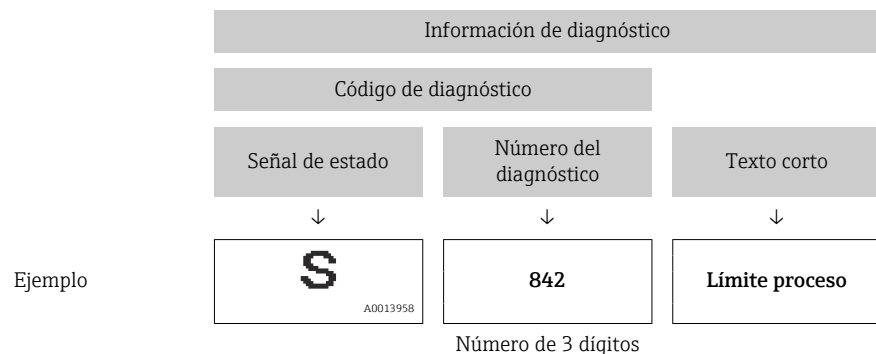 Información de diagnóstico
Código de diagnóstico
Señal de estado
Número del
diagnóstico
Texto corto
↓ ↓ ↓
Ejemplo
S
A0013958
842
Límite proceso
Número de 3 dígitos